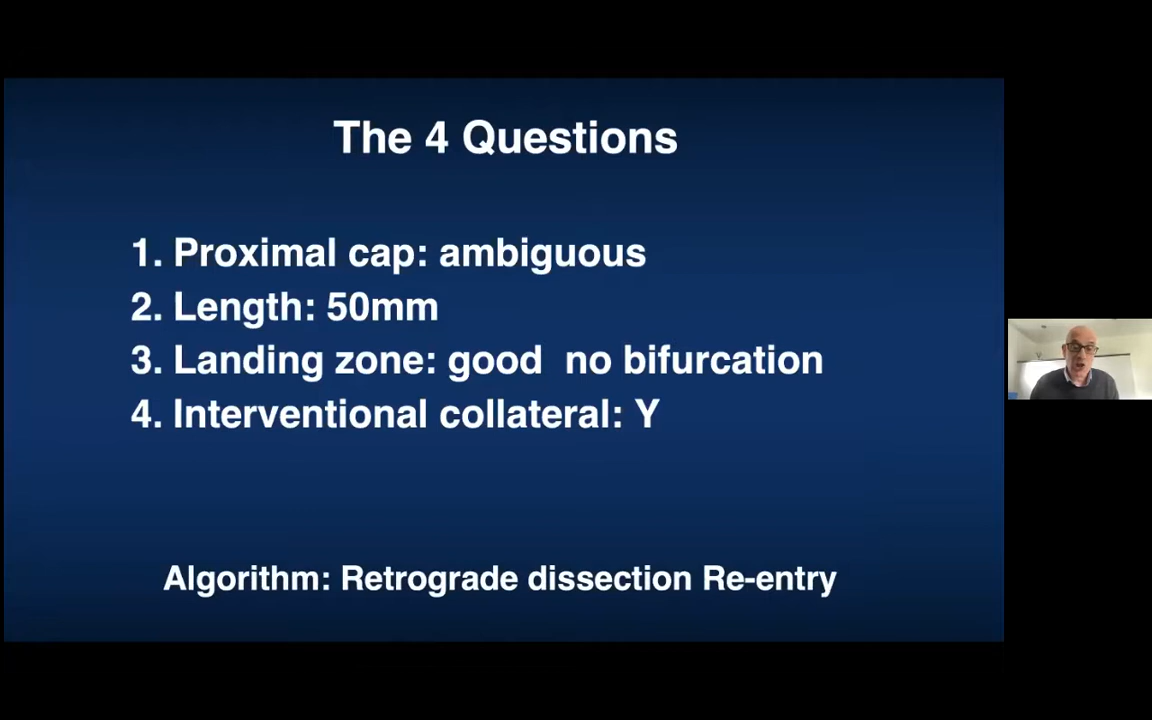 The 4 Questions
1. Proximal cap: ambiguous
2. Length: 50mm
3. Landing zone: good  no bifurcation
4. Interventional collateral: Y
Algorithm: Retrograde dissection Re-entry